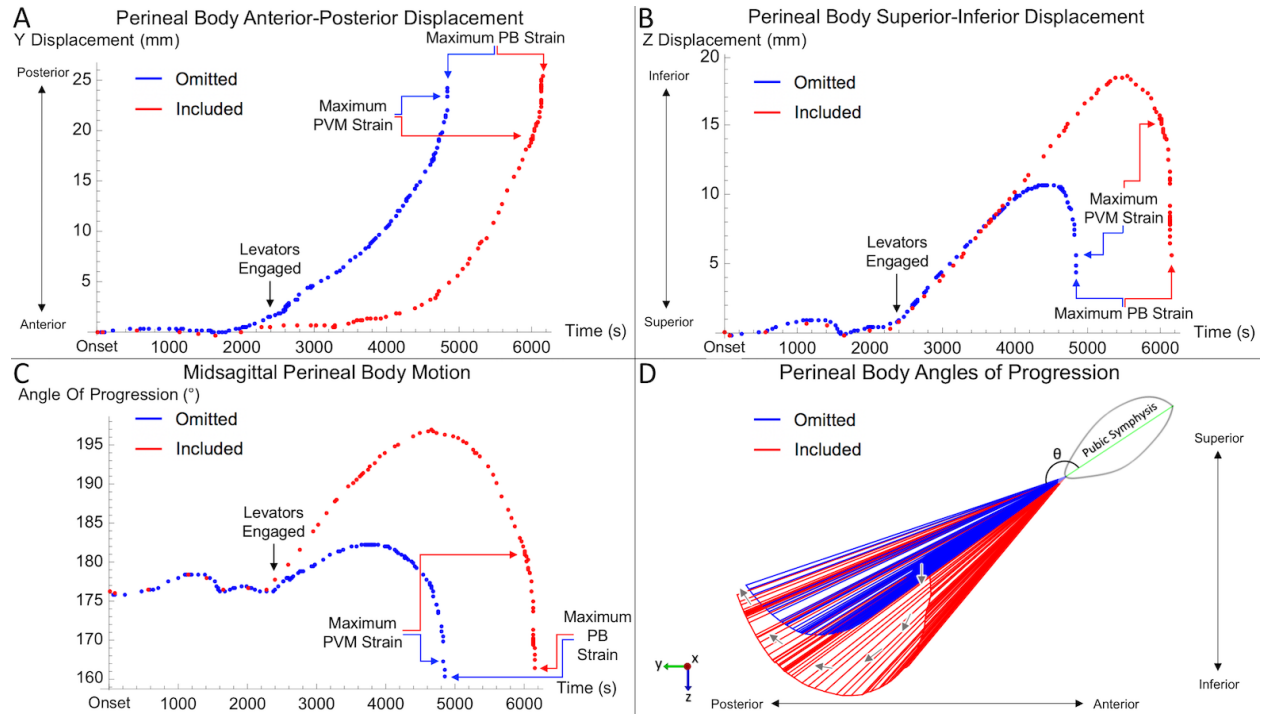 A
Perineal Body Anterior-Posterior Displacement
Y Displacement (mm)
Maximum PB Strain
Posterior
25
20
15
10
5
0
Omitted
Included
Maximum
PVM Strain
Levators
Engaged
Anterior
Time (s)
Onset 1000 2000 3000 4000 5000 6000
B
Perineal Body Superior-Inferior Displacement
Z Displacement (mm)
20
15
10
5
0
Inferior
Omitted
Included
Maximum
PVM Strain
Levators
Engaged
Maximum PB Strain
Superior
Time (s)
Onset 1000 2000 3000 4000 5000 6000
C
Midsagittal Perineal Body Motion
Angle Of Progression (°)
Omitted
Included
195
190
185
180
175
170
165
160
Levators
Engaged
Maximum
PVM Strain
Maximum
PB
Strain
Time (s)
Onset 1000 2000 3000 4000 5000 6000
D
Perineal Body Angles of Progression
Omitted
Included
Pubic Symphysis
θ
Superior
Inferior
y x
z
Posterior
Anterior